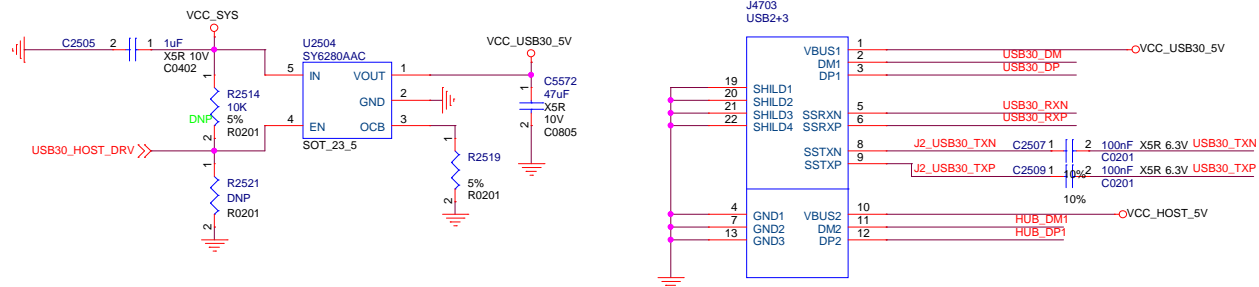 VCC_SYS
C2505 2 1 1uF
X5R 10V
C0402
U2504
SY6280AAC
5 IN VOUT 1
GND 2
4 EN OCB 3
SOT_23_5
VCC_USB30_5V
1
C5572
47uF
X5R
10V
C0805
2
1
R2514
10K
DNP 5%
R0201
2
USB30_HOST_DRV
1
R2521
DNP
R0201
2
1
R2519
5%
R0201
2
J4703
USB2+3
VBUS1 1 VCC_USB30_5V
DM1 2 USB30_DM
DP1 3 USB30_DP
19 SHILD1
20 SHILD2
21 SHILD3 SSRXN 5 USB30_RXN
22 SHILD4 SSRXP 6 USB30_RXP
SSTXN 8 J2_USB30_TXN C2507 1 2 100nF X5R 6.3V USB30_TXN
C0201
10%
SSTXP 9 J2_USB30_TXP C2509 1 2 100nF X5R 6.3V USB30_TXP
C0201
10%
4 GND1 VBUS2 10 VCC_HOST_5V
7 GND2 DM2 11 HUB_DM1
13 GND3 DP2 12 HUB_DP1